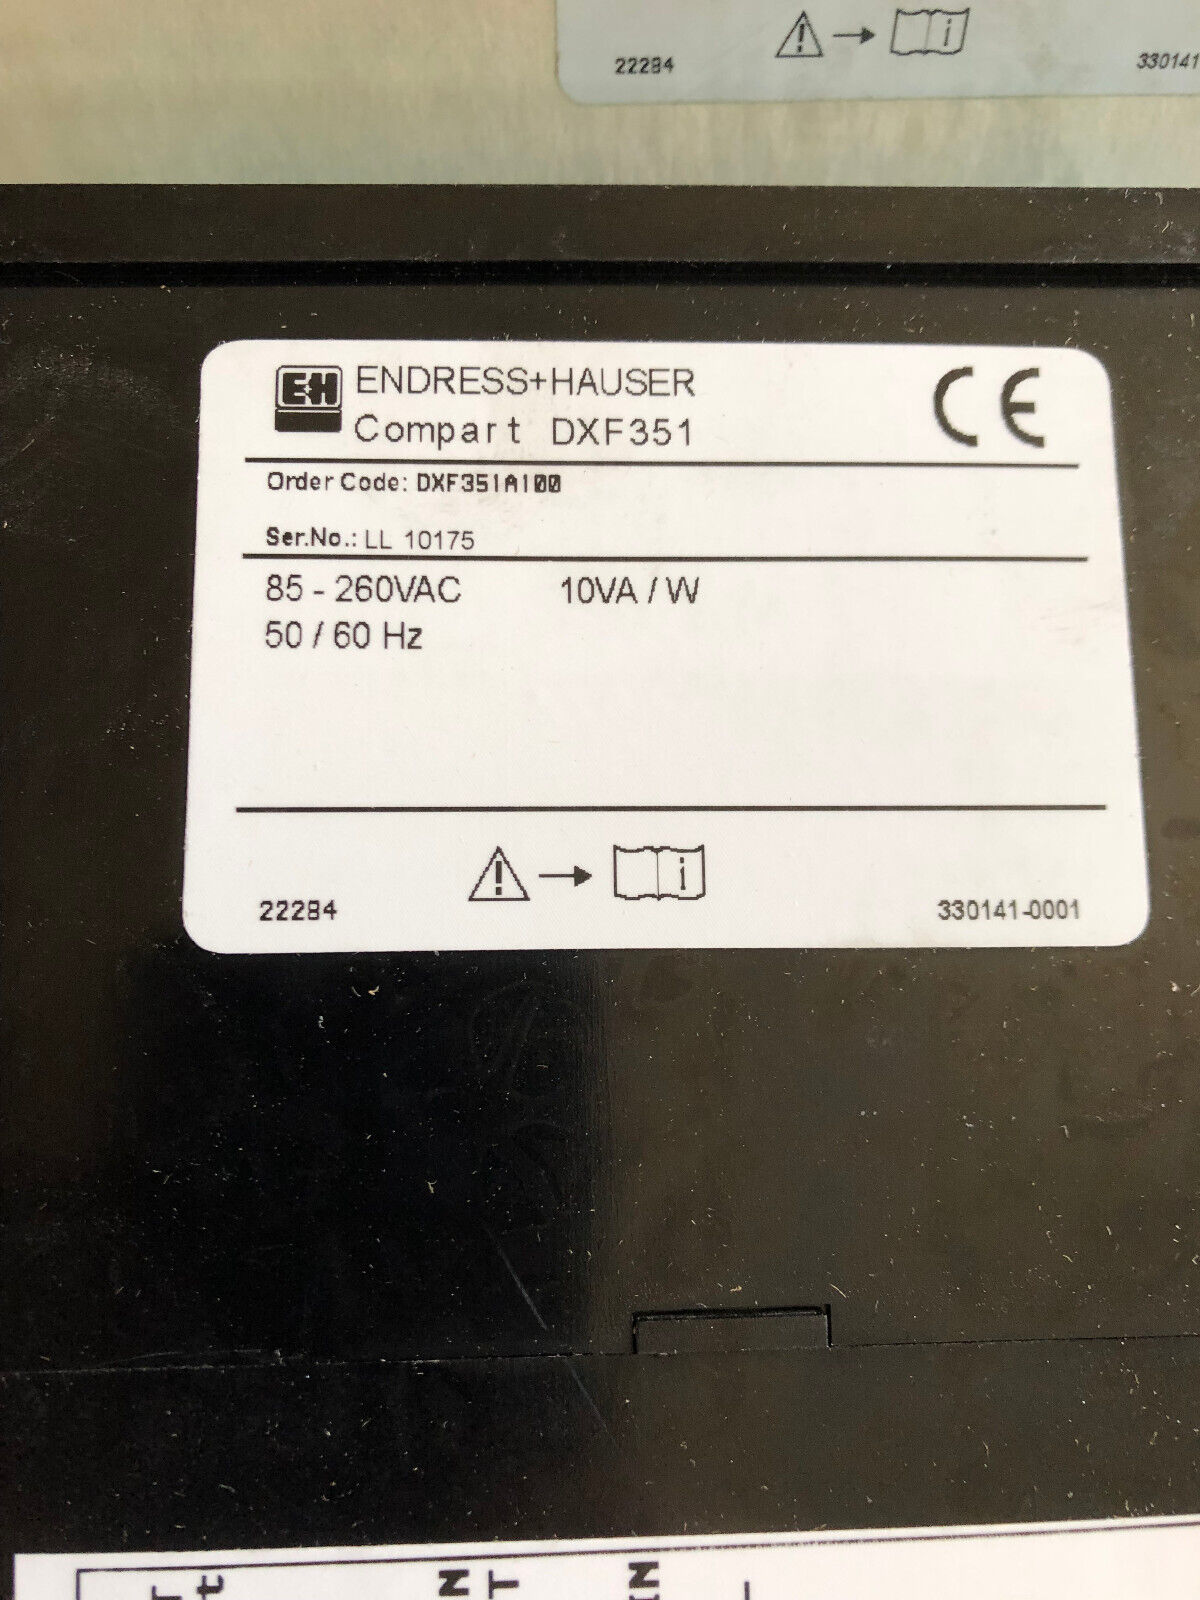 22284
330141
E+H ENDRESS+HAUSER
Compart DXF351
CE
Order Code: DXF351A100
Ser.No.: LL 10175
85 - 260VAC 10VA / W
50 / 60 Hz
i
22284
330141-0001